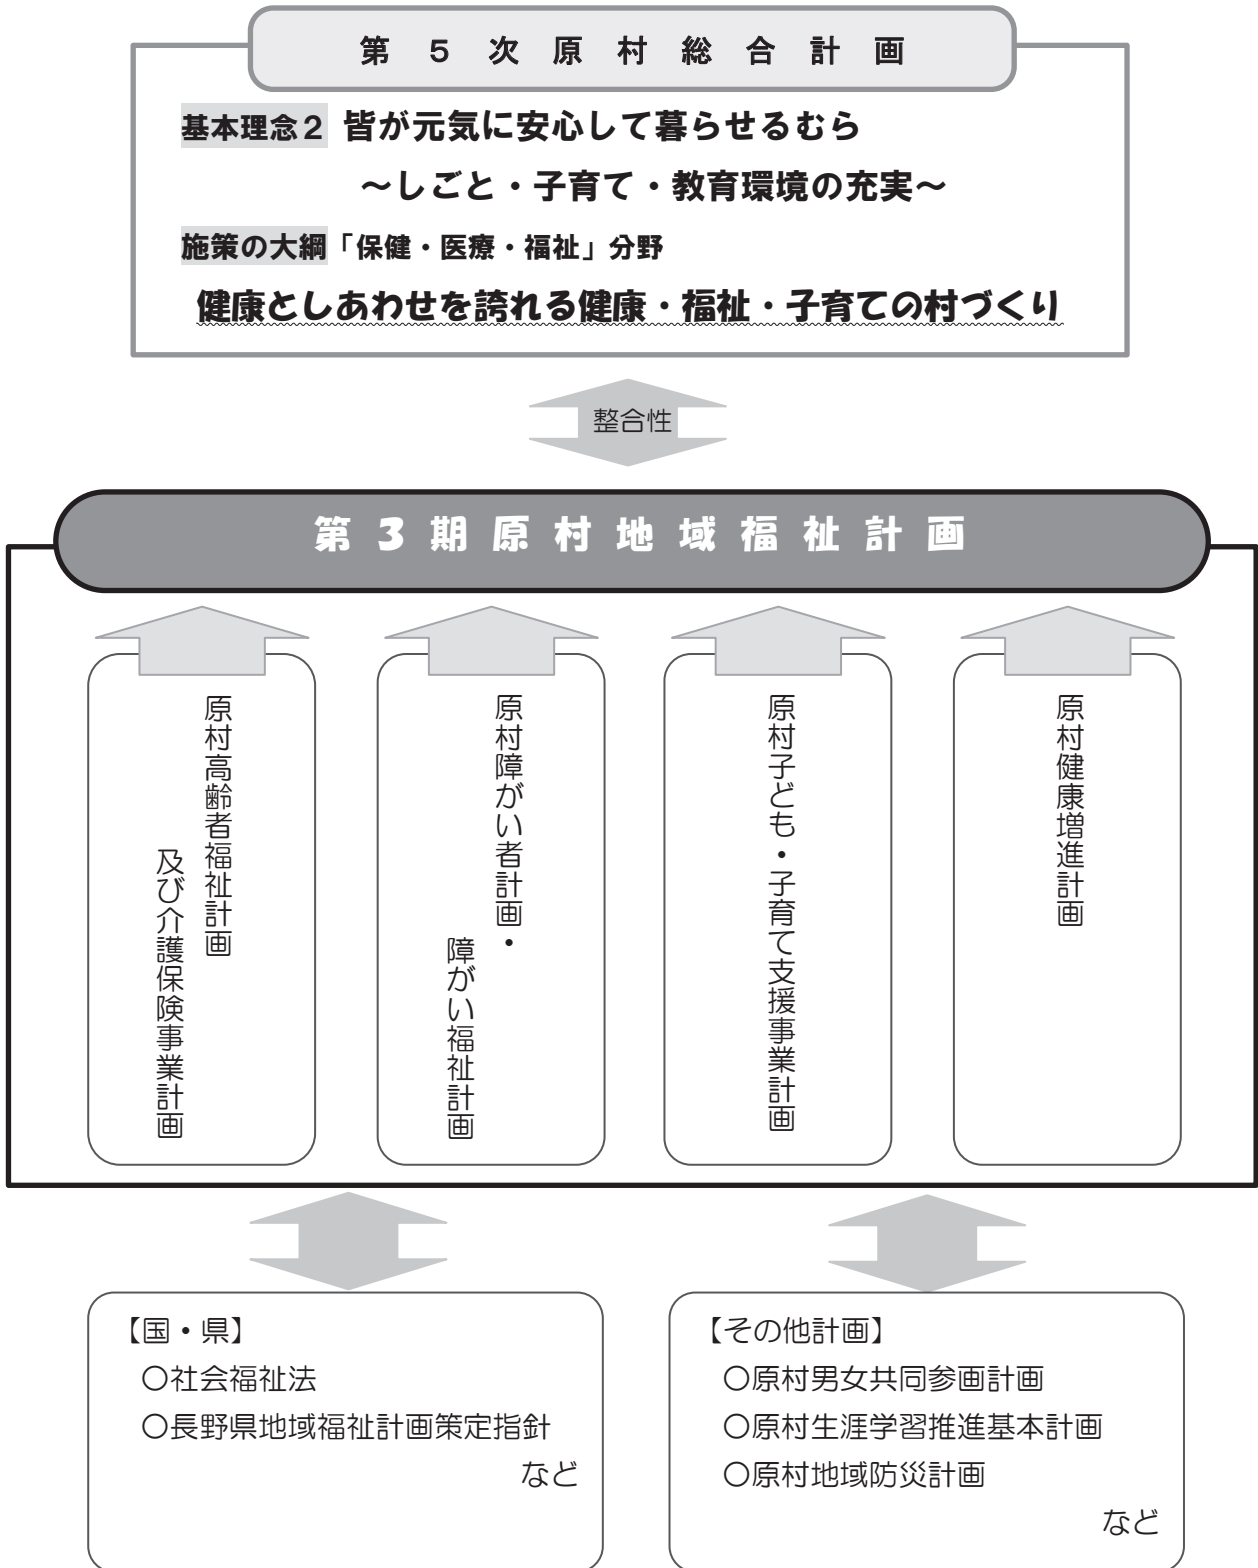 第５次原村総合計画
基本理念２ 皆が元気に安心して暮らせるむら
～しごと・子育て・教育環境の充実～
施策の大綱「保健・医療・福祉」分野
健康としあわせを誇れる健康・福祉・子育ての村づくり
整合性
第３期原村地域福祉計画
原村高齢者福祉計画
及び介護保険事業計画
原村障がい者計画・
障がい福祉計画
原村子ども・子育て支援事業計画
原村健康増進計画
【国・県】
〇社会福祉法
〇長野県地域福祉計画策定指針
など
【その他計画】
〇原村男女共同参画計画
〇原村生涯学習推進基本計画
〇原村地域防災計画
など